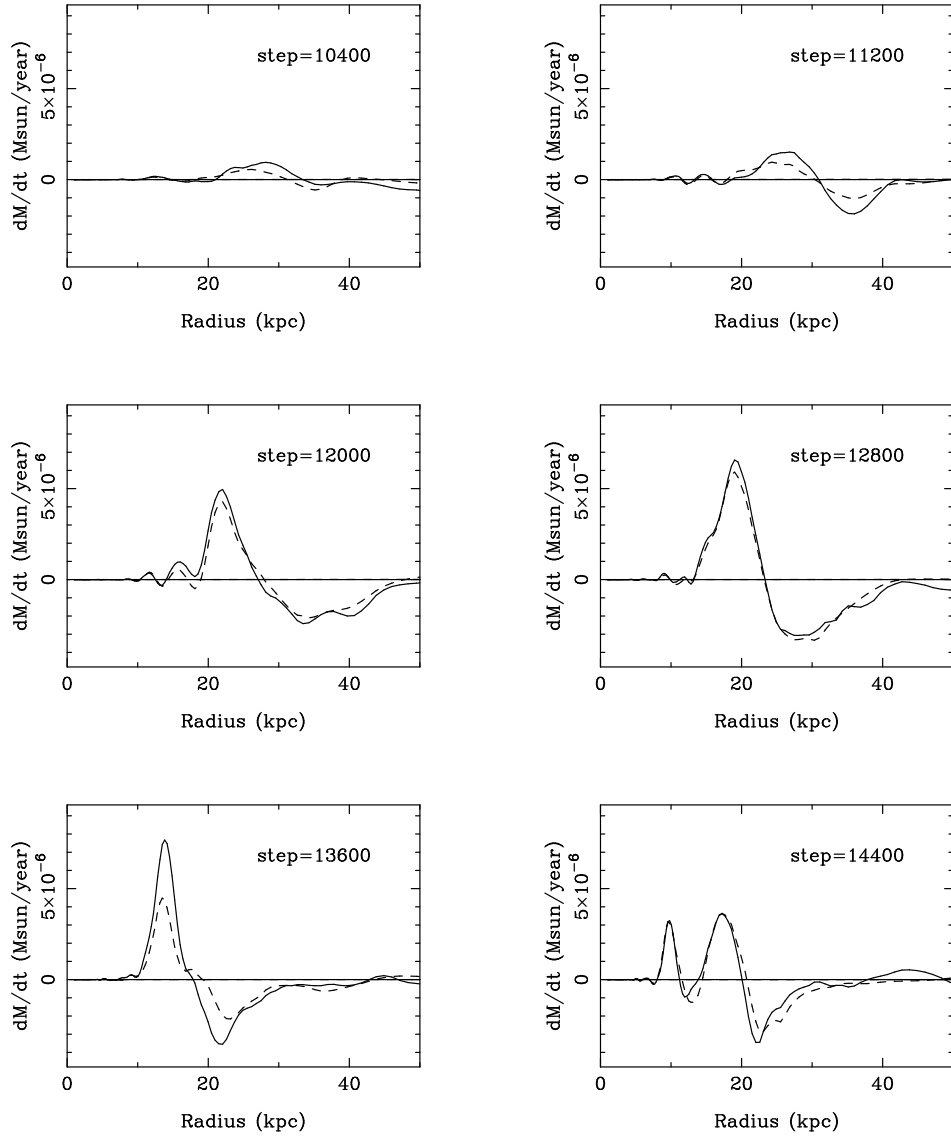 step=10400
dM/dt (Msun/year)
5×10⁻⁶
0
0 20 40
Radius (kpc)
step=11200
dM/dt (Msun/year)
5×10⁻⁶
0
0 20 40
Radius (kpc)
step=12000
dM/dt (Msun/year)
5×10⁻⁶
0
0 20 40
Radius (kpc)
step=12800
dM/dt (Msun/year)
5×10⁻⁶
0
0 20 40
Radius (kpc)
step=13600
dM/dt (Msun/year)
5×10⁻⁶
0
0 20 40
Radius (kpc)
step=14400
dM/dt (Msun/year)
5×10⁻⁶
0
0 20 40
Radius (kpc)